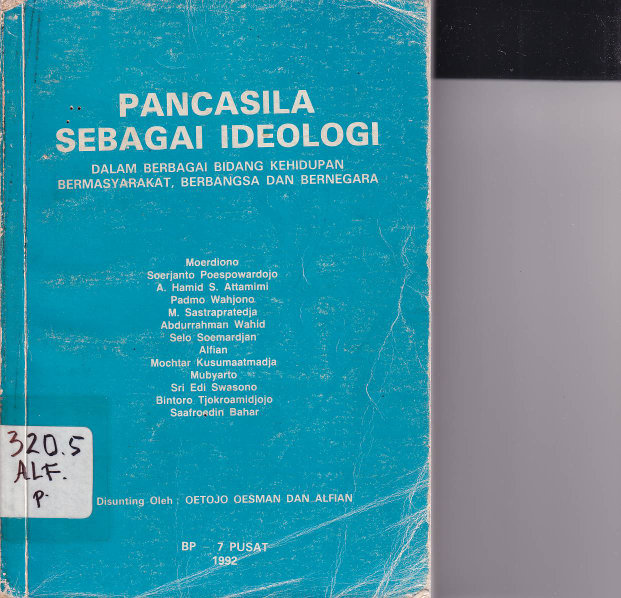 PANCASILA
SEBAGAI IDEOLOGI
DALAM BERBAGAI BIDANG KEHIDUPAN
BERMASYARAKAT, BERBANGSA DAN BERNEGARA
Moerdiono
Soerjanto Poespowardojo
A. Hamid S. Attamimi
Padmo Wahjono
M. Sastrapratedja
Abdurrahman Wahid
Selo Soemardjan
Alfian
Mochtar Kusumaatmadja
Mubyarto
Sri Edi Swasono
Bintoro Tjokroamidjojo
Saafroedin Bahar
320.5
ALF.
P.
Disunting Oleh : OETOJO OESMAN DAN ALFIAN
BP 7 PUSAT
1992